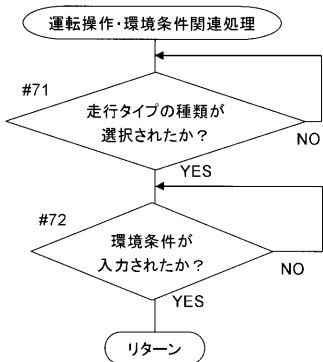 運転操作・環境条件関連処理
#71
走行タイプの種類が
選択されたか？
NO
YES
#72
環境条件が
入力されたか？
NO
YES
リターン